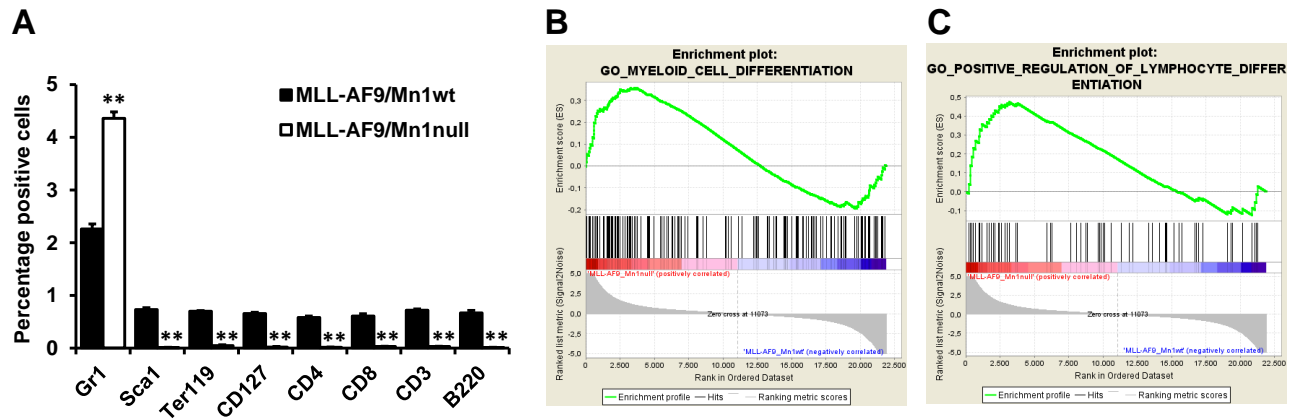 A
Percentage positive cells
5
4
3
2
1
0
**
** ** ** ** ** ** **
MLL-AF9/Mn1wt
MLL-AF9/Mn1null
Gr1 Sca1 Ter119 CD127 CD4 CD8 CD3 B220
B
Enrichment plot:
GO_MYELOID_CELL_DIFFERENTIATION
Enrichment score (ES)
0,3
0,2
0,1
0,0
-0,1
-0,2
Ranked list metric (Signal2Noise)
'MLL-AF9_Mn1null' (positively correlated)
5,0
2,5
0,0
-2,5
-5,0
Zero cross at 11073
'MLL-AF9_Mn1wt' (negatively correlated)
0 2.500 5.000 7.500 10.000 12.500 15.000 17.500 20.000 22.500
Rank in Ordered Dataset
Enrichment profile Hits Ranking metric scores
C
Enrichment plot:
GO_POSITIVE_REGULATION_OF_LYMPHOCYTE_DIFFER
ENTIATION
Enrichment score (ES)
0,5
0,4
0,3
0,2
0,1
0,0
-0,1
Ranked list metric (Signal2Noise)
'MLL-AF9_Mn1null' (positively correlated)
5,0
2,5
0,0
-2,5
-5,0
Zero cross at 11073
'MLL-AF9_Mn1wt' (negatively correlated)
0 2.500 5.000 7.500 10.000 12.500 15.000 17.500 20.000 22.500
Rank in Ordered Dataset
Enrichment profile Hits Ranking metric scores